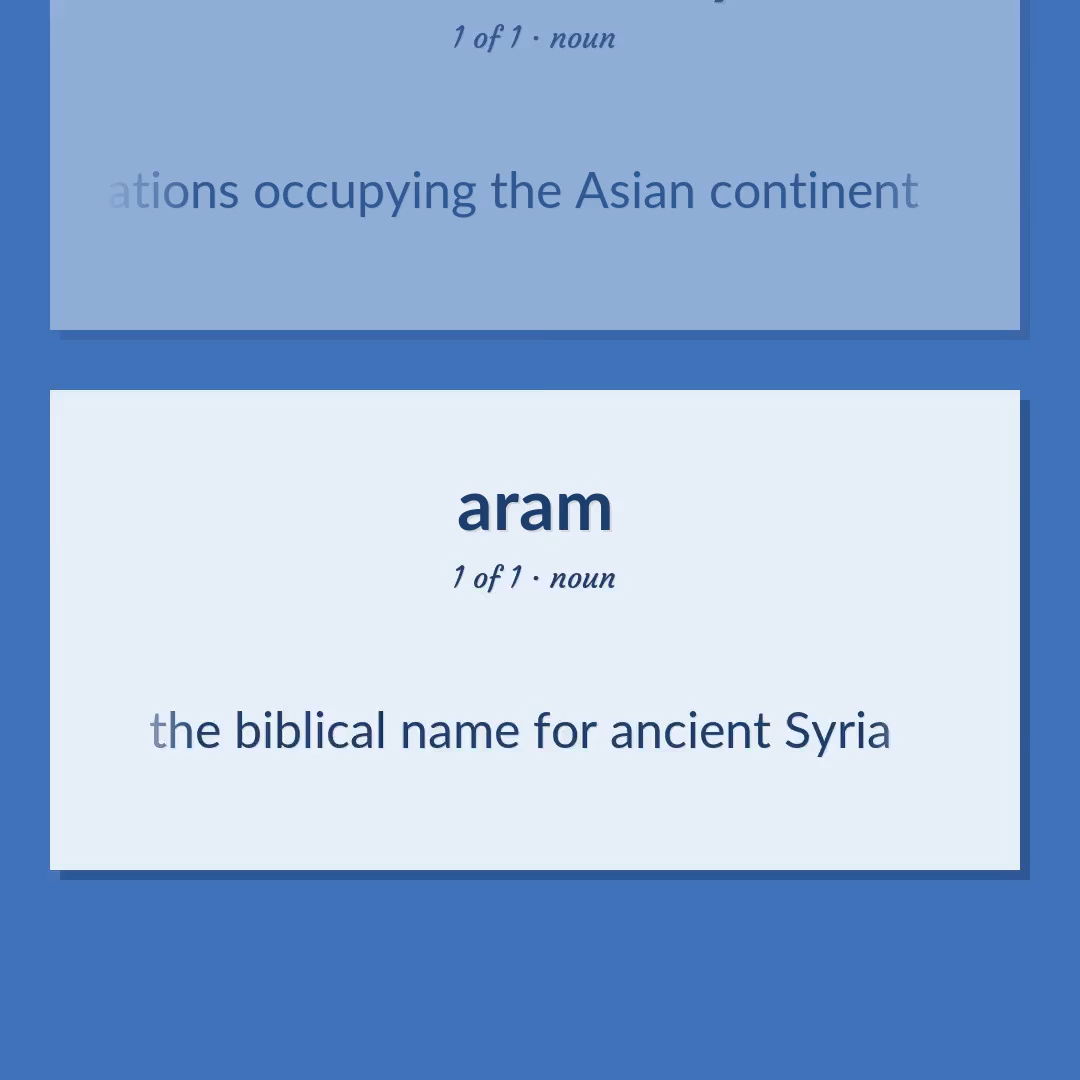 1 of 1 · noun
ations occupying the Asian continent
aram
1 of 1 · noun
the biblical name for ancient Syria